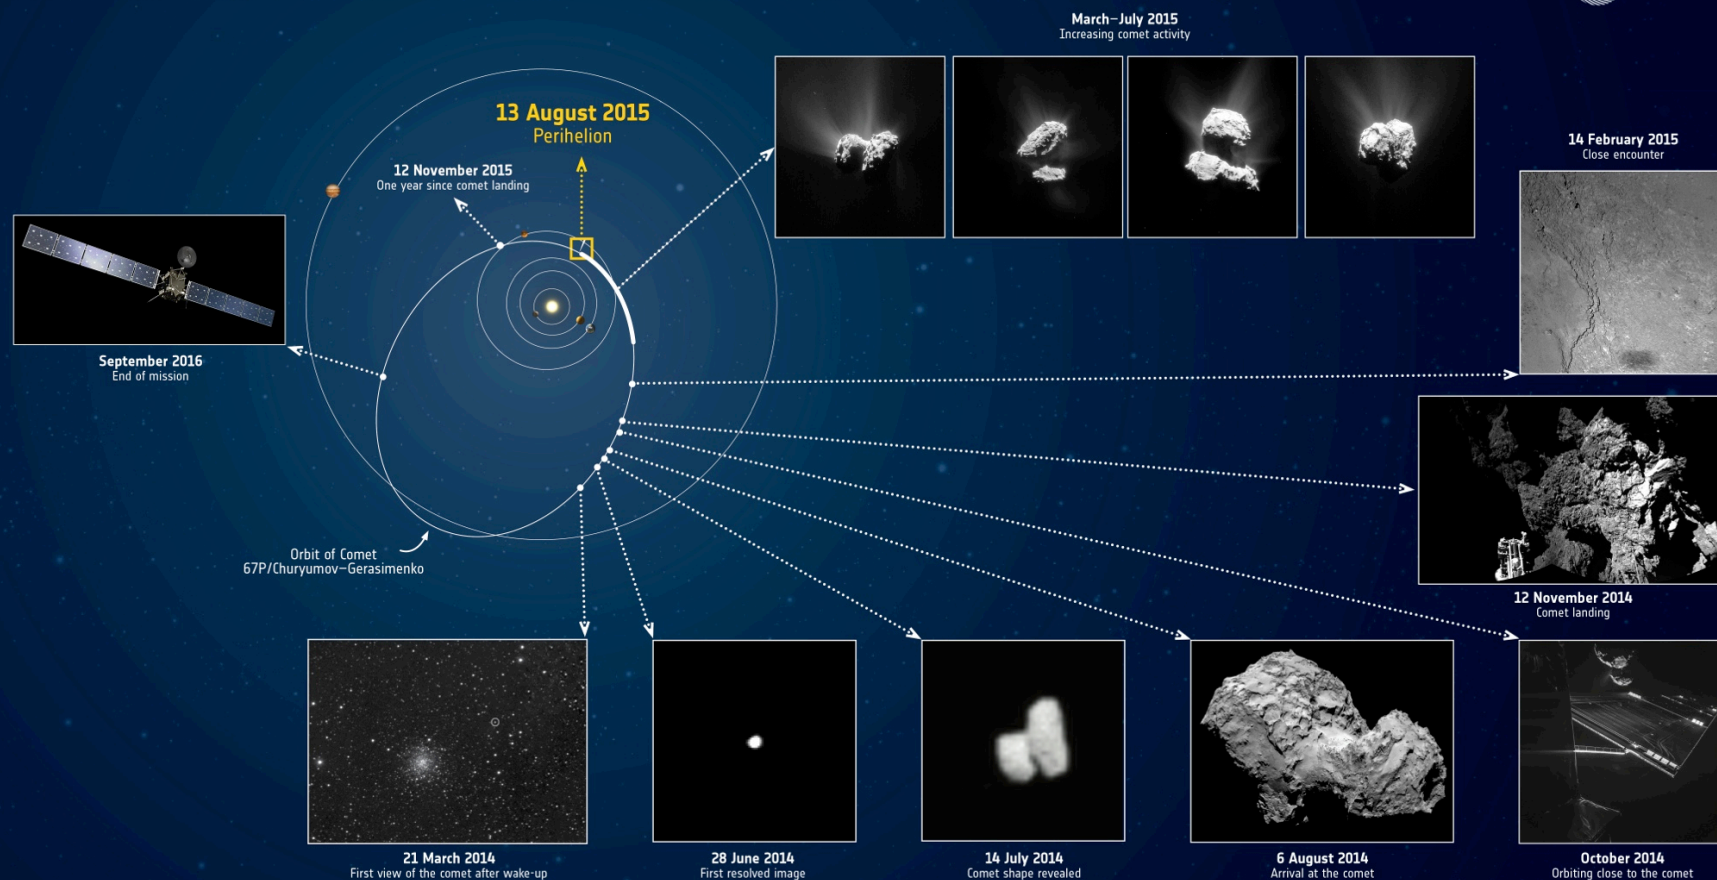 March–July 2015
Increasing comet activity
13 August 2015
Perihelion
14 February 2015
Close encounter
12 November 2015
One year since comet landing
September 2016
End of mission
Orbit of Comet
67P/Churyumov–Gerasimenko
12 November 2014
Comet landing
21 March 2014
First view of the comet after wake-up
28 June 2014
First resolved image
14 July 2014
Comet shape revealed
6 August 2014
Arrival at the comet
October 2014
Orbiting close to the comet